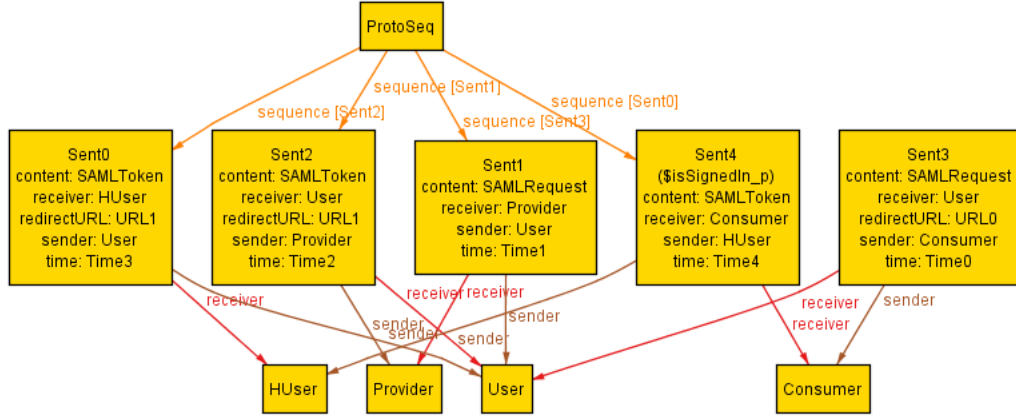 ProtoSeq
sequence [Sent1]
sequence [Sent0]
sequence [Sent2]
sequence [Sent3]
Sent0
content: SAMLToken
receiver: HUser
redirectURL: URL1
sender: User
time: Time3
Sent2
content: SAMLToken
receiver: User
redirectURL: URL1
sender: Provider
time: Time2
Sent1
content: SAMLRequest
receiver: Provider
sender: User
time: Time1
Sent4
($isSignedIn_p)
content: SAMLToken
receiver: Consumer
sender: HUser
time: Time4
Sent3
content: SAMLRequest
receiver: User
redirectURL: URL0
sender: Consumer
time: Time0
receiver
receiver
receiver
receiver
receiver
sender
sender
sender
sender
sender
HUser
Provider
User
Consumer